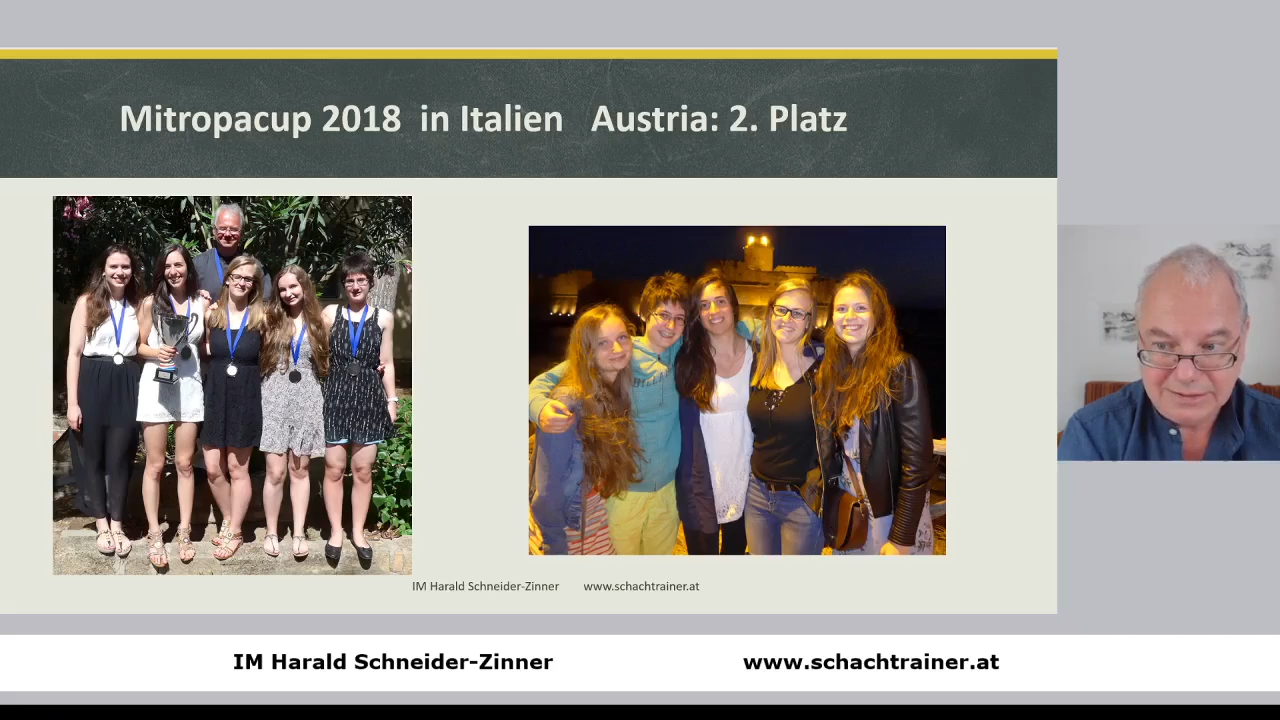 Mitropacup 2018 in Italien Austria: 2. Platz
IM Harald Schneider-Zinner www.schachtrainer.at
IM Harald Schneider-Zinner www.schachtrainer.at